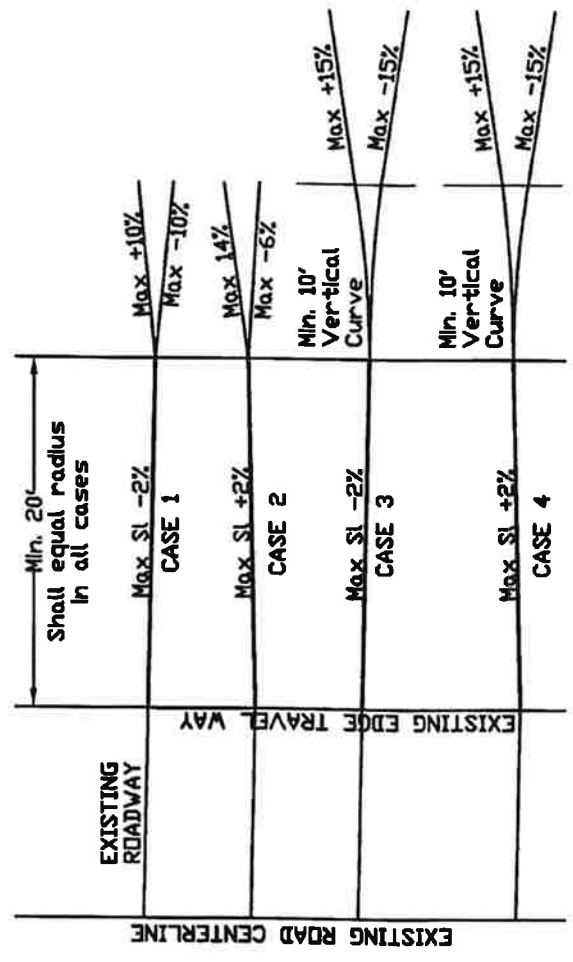 Min. 20'
Shall equal radius
in all cases
EXISTING
ROADWAY
Max Sl -2%
CASE 1
Max +10%
Max -10%
Max Sl +2%
CASE 2
Max 14%
Max -6%
Max Sl -2%
CASE 3
Min. 10'
Vertical
Curve
Max +15%
Max -15%
Max Sl +2%
CASE 4
Min. 10'
Vertical
Curve
Max +15%
Max -15%
EXISTING EDGE TRAVEL WAY
EXISTING ROAD CENTERLINE